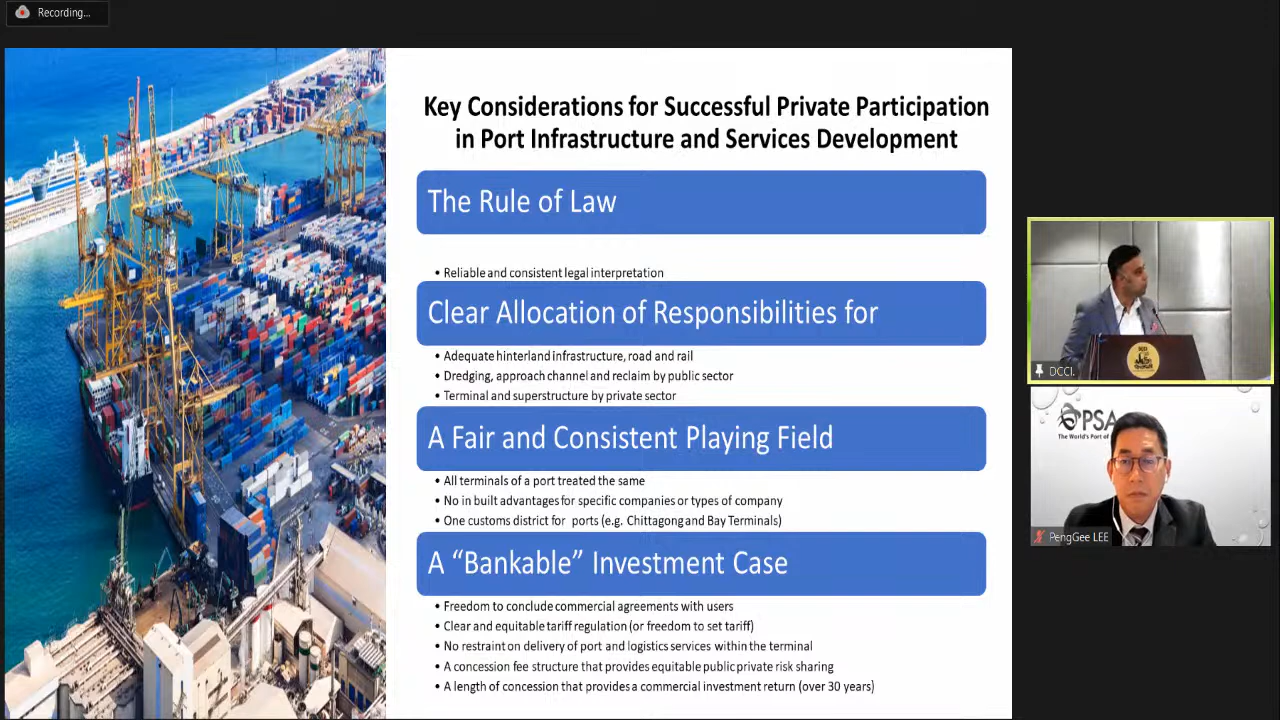 Recording...
Key Considerations for Successful Private Participation
in Port Infrastructure and Services Development
The Rule of Law
• Reliable and consistent legal interpretation
Clear Allocation of Responsibilities for
• Adequate hinterland infrastructure, road and rail
• Dredging, approach channel and reclaim by public sector
• Terminal and superstructure by private sector
A Fair and Consistent Playing Field
• All terminals of a port treated the same
• No in built advantages for specific companies or types of company
• One customs district for ports (e.g. Chittagong and Bay Terminals)
A “Bankable” Investment Case
• Freedom to conclude commercial agreements with users
• Clear and equitable tariff regulation (or freedom to set tariff)
• No restraint on delivery of port and logistics services within the terminal
• A concession fee structure that provides equitable public private risk sharing
• A length of concession that provides a commercial investment return (over 30 years)
DCCI.
PSA
The World's Port of
PengGee LEE